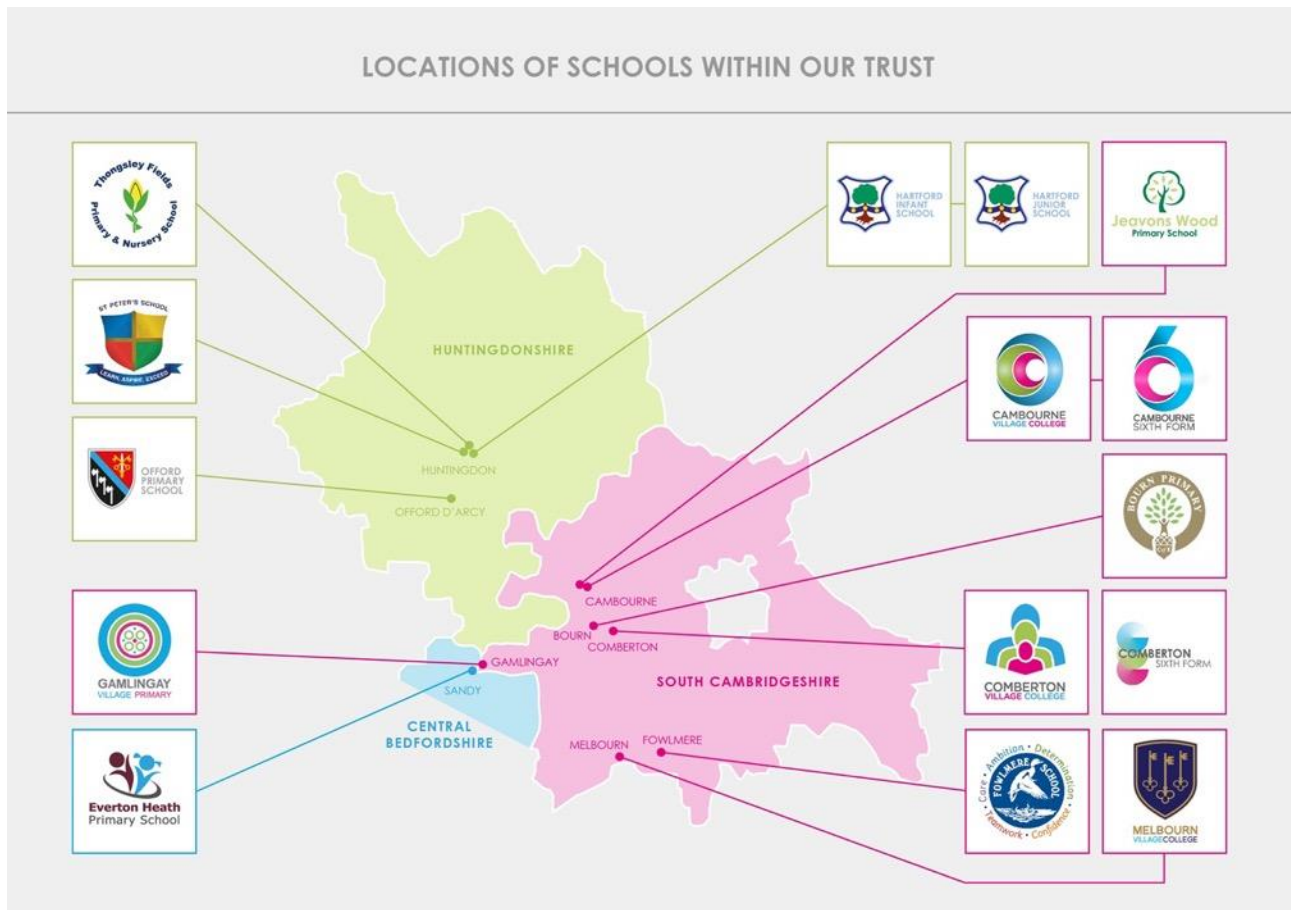 LOCATIONS OF SCHOOLS WITHIN OUR TRUST
Thongsley Fields
Primary & Nursery School
HARTFORD
INFANT
SCHOOL
HARTFORD
JUNIOR
SCHOOL
Jeavons Wood
Primary School
ST PETER'S SCHOOL
LEARN, ASPIRE, EXCEED
HUNTINGDONSHIRE
CAMBOURNE
VILLAGE COLLEGE
6
CAMBOURNE
SIXTH FORM
OFFORD
PRIMARY
SCHOOL
HUNTINGDON
OFFORD D'ARCY
BOURN PRIMARY
CofE
CAMBOURNE
BOURN
COMBERTON
GAMLINGAY
SANDY
GAMLINGAY
VILLAGE PRIMARY
SOUTH CAMBRIDGESHIRE
COMBERTON
VILLAGE COLLEGE
COMBERTON
SIXTH FORM
CENTRAL
BEDFORDSHIRE
MELBOURN
FOWLMERE
Everton Heath
Primary School
Care • Ambition • Determination
FOWLMERE SCHOOL
Teamwork • Confidence
MELBOURN
VILLAGECOLLEGE